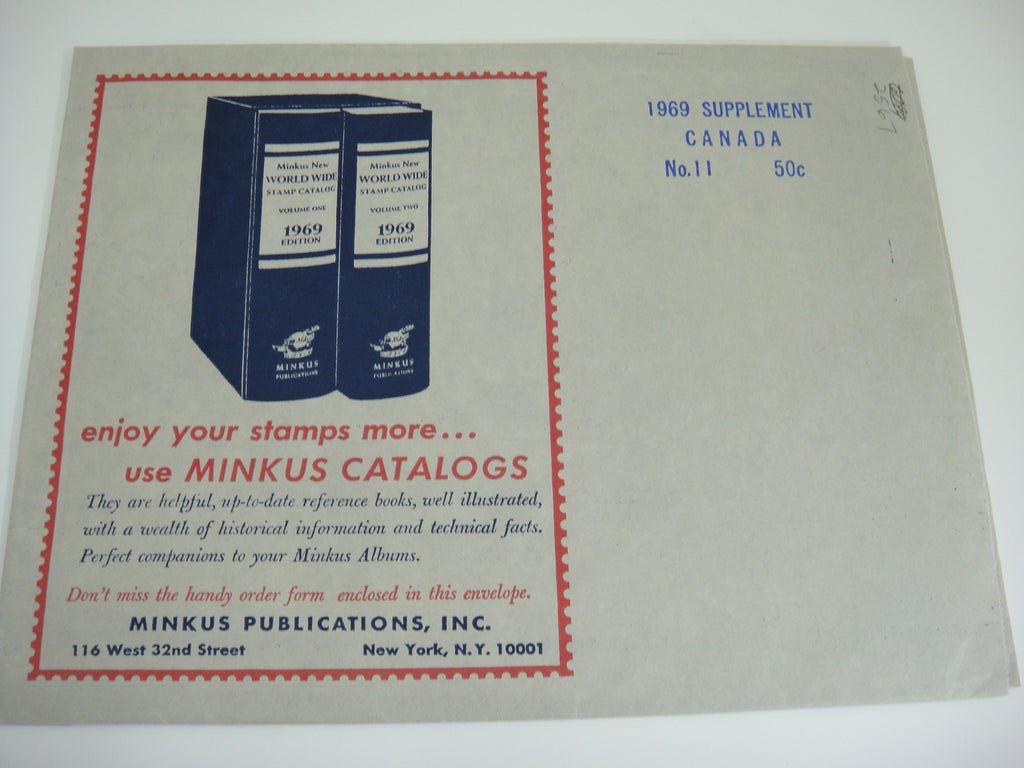 1969 SUPPLEMENT
CANADA
No. 11 50c
Minkus New
WORLD WIDE
STAMP CATALOG
VOLUME ONE
1969
EDITION
MINKUS
PUBLICATIONS
Minkus New
WORLD WIDE
STAMP CATALOG
VOLUME TWO
1969
EDITION
MINKUS
PUBLICATIONS
enjoy your stamps more...
use MINKUS CATALOGS
They are helpful, up-to-date reference books, well illustrated,
with a wealth of historical information and technical facts.
Perfect companions to your Minkus Albums.
Don't miss the handy order form enclosed in this envelope.
MINKUS PUBLICATIONS, INC.
116 West 32nd Street New York, N.Y. 10001